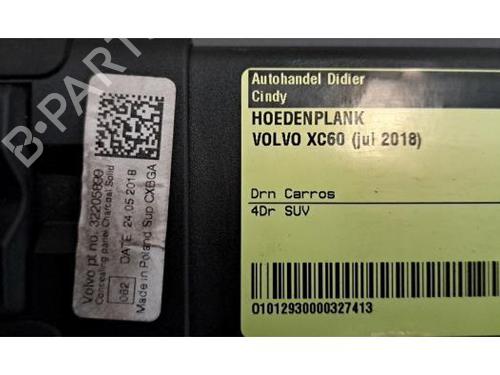 Volvo pt no. 32205899
Concealing panel Charcoal Solid
082 DATE: 24.05.2018
Made in Poland Sup CXBGA
Autohandel Didier
Cindy
HOEDENPLANK
VOLVO XC60 (jul 2018)
Drn Carros
4Dr SUV
O1012930000327413
B-PARTS